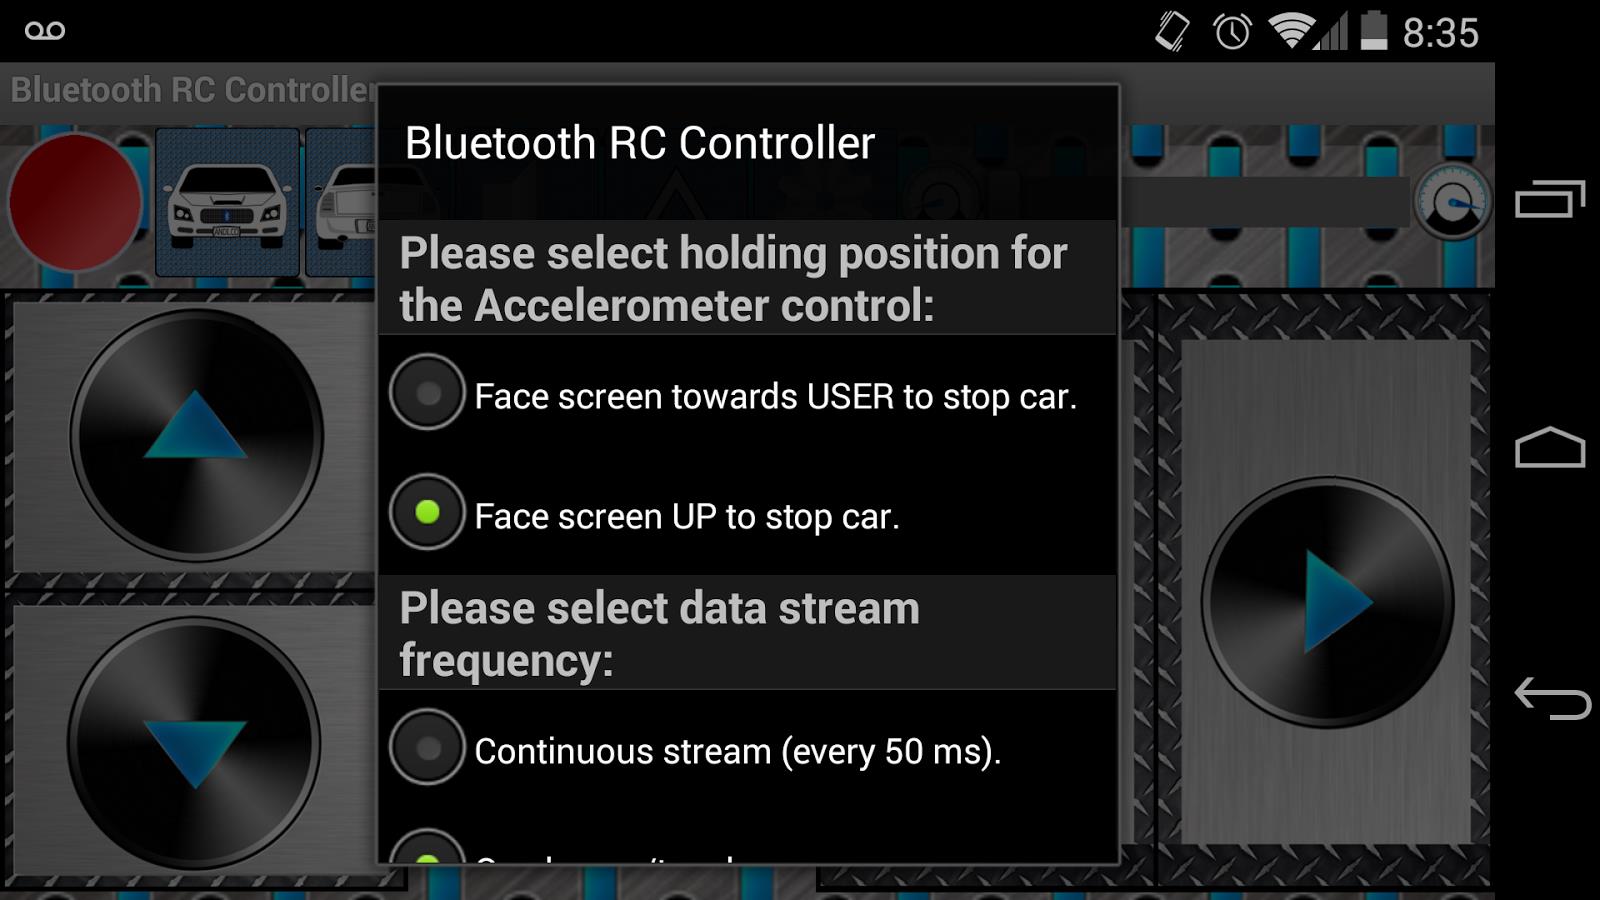 8:35
Bluetooth RC Controller
Bluetooth RC Controller
Please select holding position for
the Accelerometer control:
Face screen towards USER to stop car.
Face screen UP to stop car.
Please select data stream
frequency:
Continuous stream (every 50 ms).